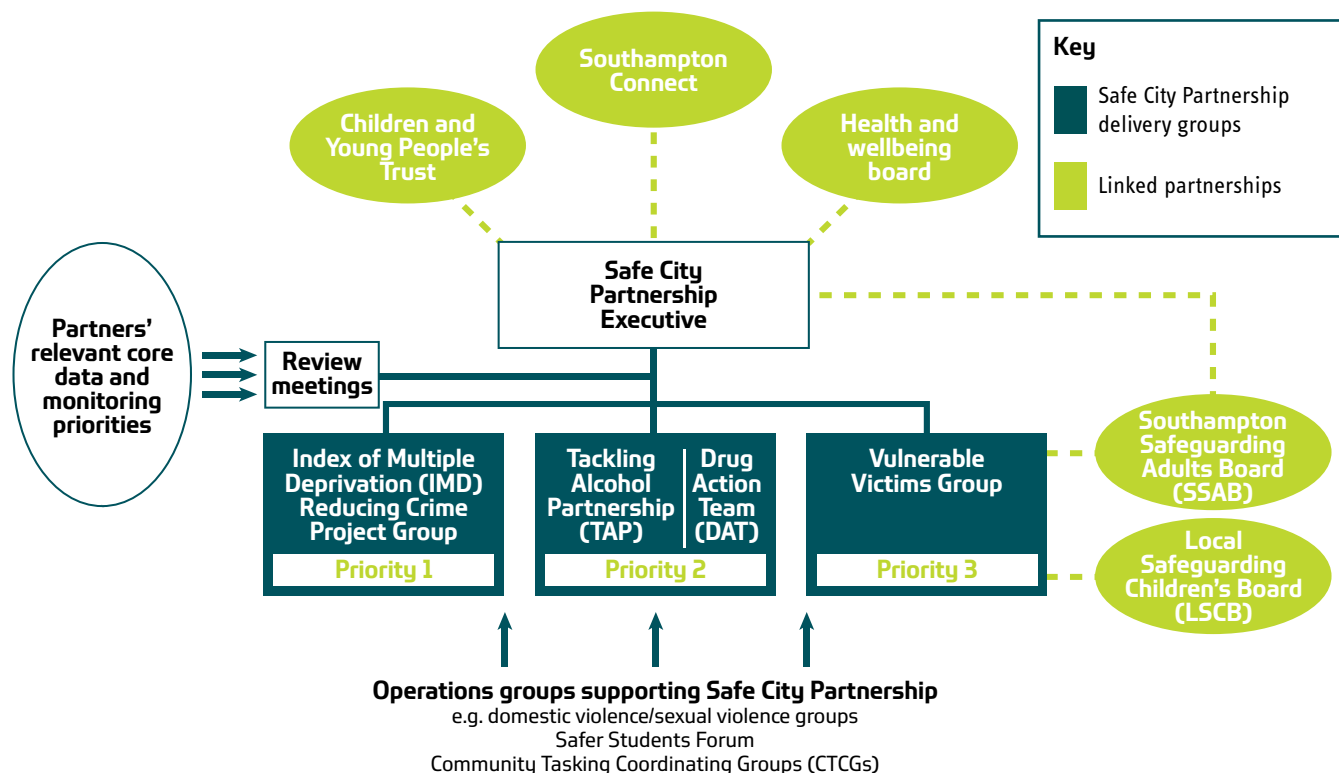 Southampton
Connect
Children and
Young People's
Trust
Health and
wellbeing
board
Key
Safe City Partnership
delivery groups
Linked partnerships
Safe City
Partnership
Executive
Partners'
relevant core
data and
monitoring
priorities
Review
meetings
Index of Multiple
Deprivation (IMD)
Reducing Crime
Project Group
Priority 1
Tackling
Alcohol
Partnership
(TAP)
Drug
Action
Team
(DAT)
Priority 2
Vulnerable
Victims Group
Priority 3
Southampton
Safeguarding
Adults Board
(SSAB)
Local
Safeguarding
Children's Board
(LSCB)
Operations groups supporting Safe City Partnership
e.g. domestic violence/sexual violence groups
Safer Students Forum
Community Tasking Coordinating Groups (CTCGs)